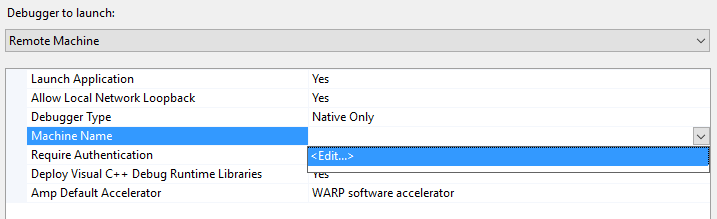 Debugger to launch:
Remote Machine
Launch Application Yes
Allow Local Network Loopback Yes
Debugger Type Native Only
Machine Name
<Edit...>
Require Authentication
Deploy Visual C++ Debug Runtime Libraries Yes
Amp Default Accelerator WARP software accelerator